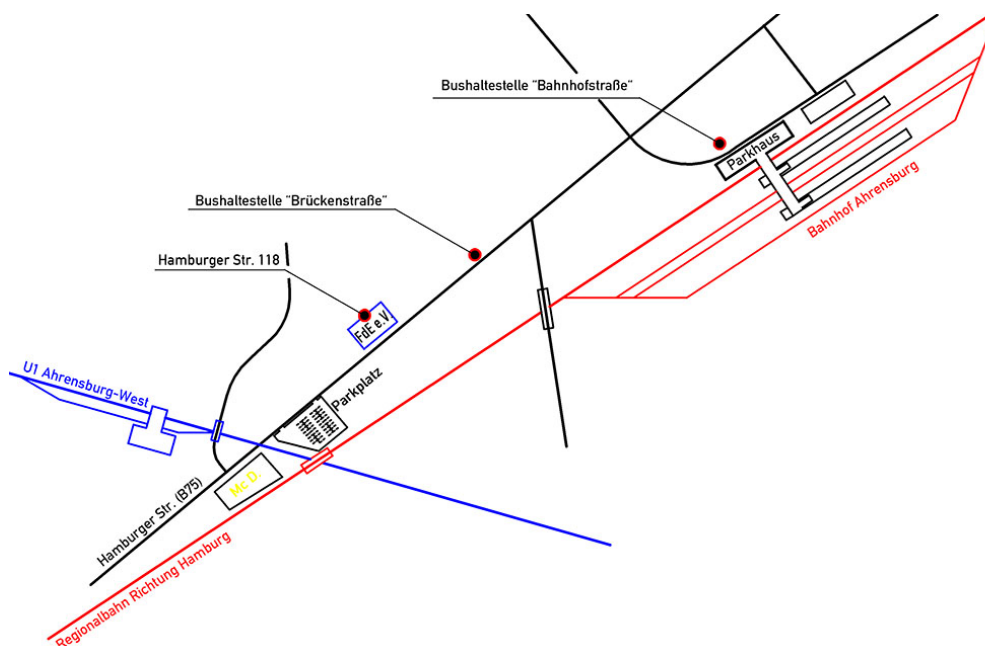 Bushaltestelle "Bahnhofstraße"
Parkhaus
Bahnhof Ahrensburg
Bushaltestelle "Brückenstraße"
Hamburger Str. 118
FdE e.V.
U1 Ahrensburg-West
Parkplatz
Mc D.
Hamburger Str. (B75)
Regionalbahn Richtung Hamburg